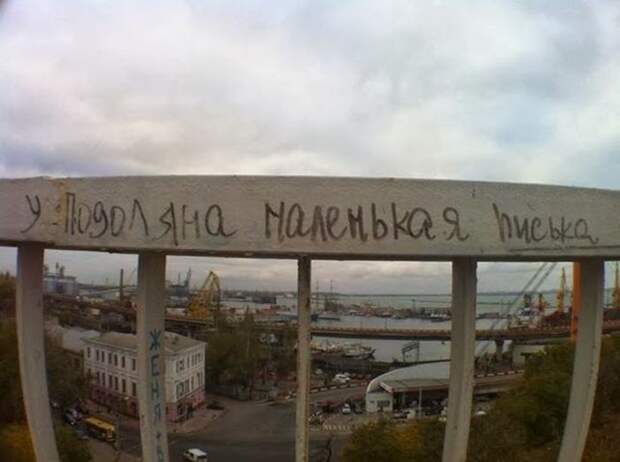 у Подоляна маленькая писька
ЖЕНЯ